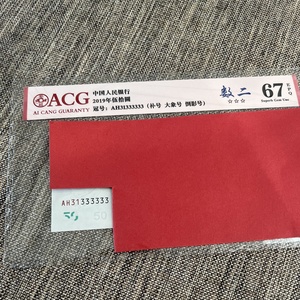 ACG
AI CANG GUARANTY
中国人民银行
2019年伍拾圆
冠号：AH31333333（补号 大象号 倒影号）
数二
☆☆☆
67 EPQ
Superb Gem Unc
AH31333333
50